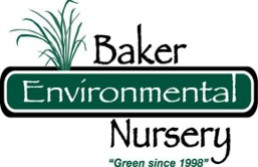 Baker
Environmental
Nursery
"Green since 1998"